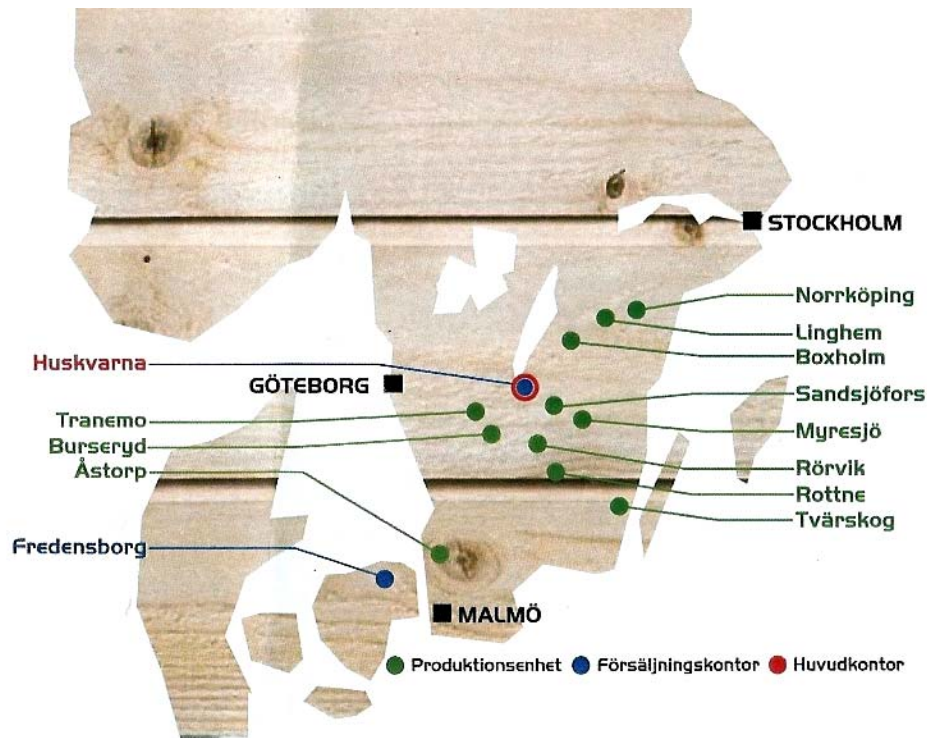 STOCKHOLM
Norrköping
Linghem
Boxholm
Huskvarna
GÖTEBORG
Sandsjöfors
Tranemo
Myresjö
Burseryd
Åstorp
Rörvik
Rottne
Tvärskog
Fredensborg
MALMÖ
Produktionsenhet
Försäljningskontor
Huvudkontor